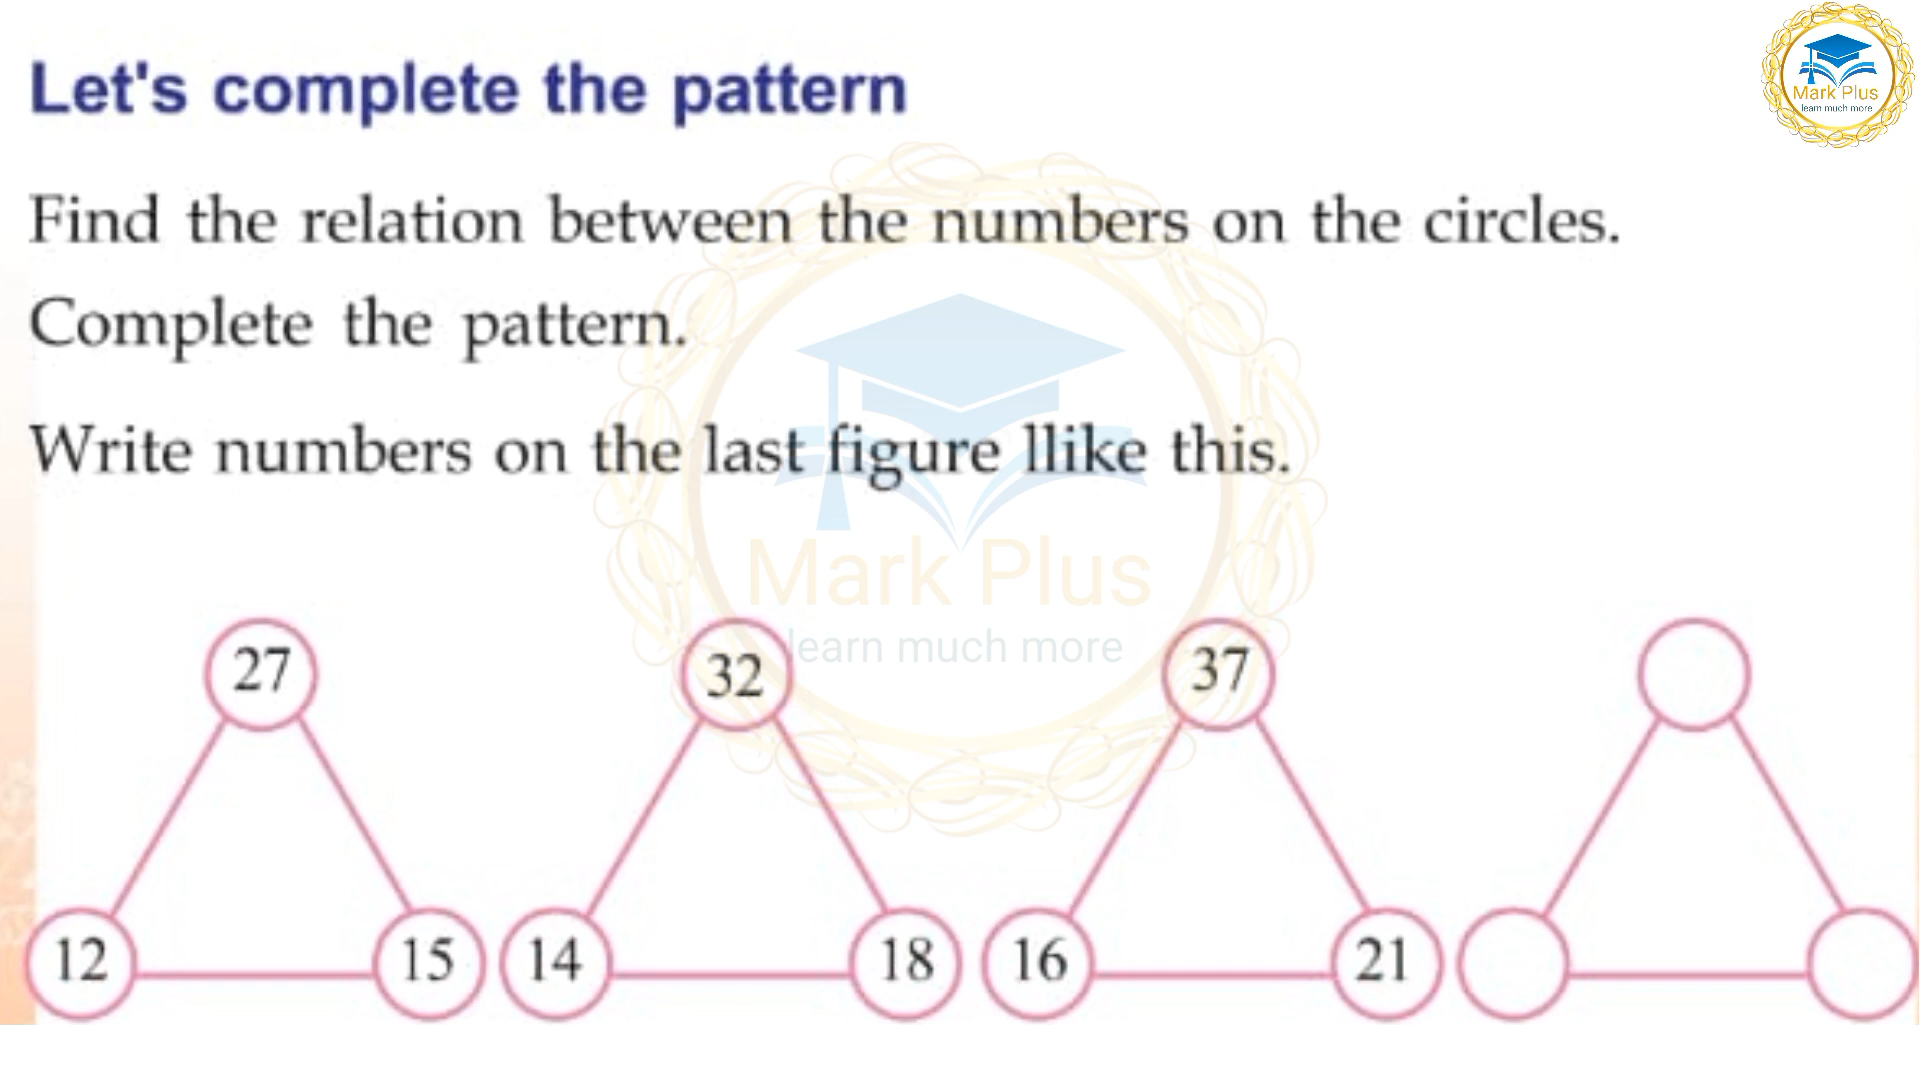 Let's complete the pattern
Mark Plus
learn much more
Find the relation between the numbers on the circles.
Complete the pattern.
Write numbers on the last figure llike this.
Mark Plus
learn much more
27 32 37
12 15 14 18 16 21